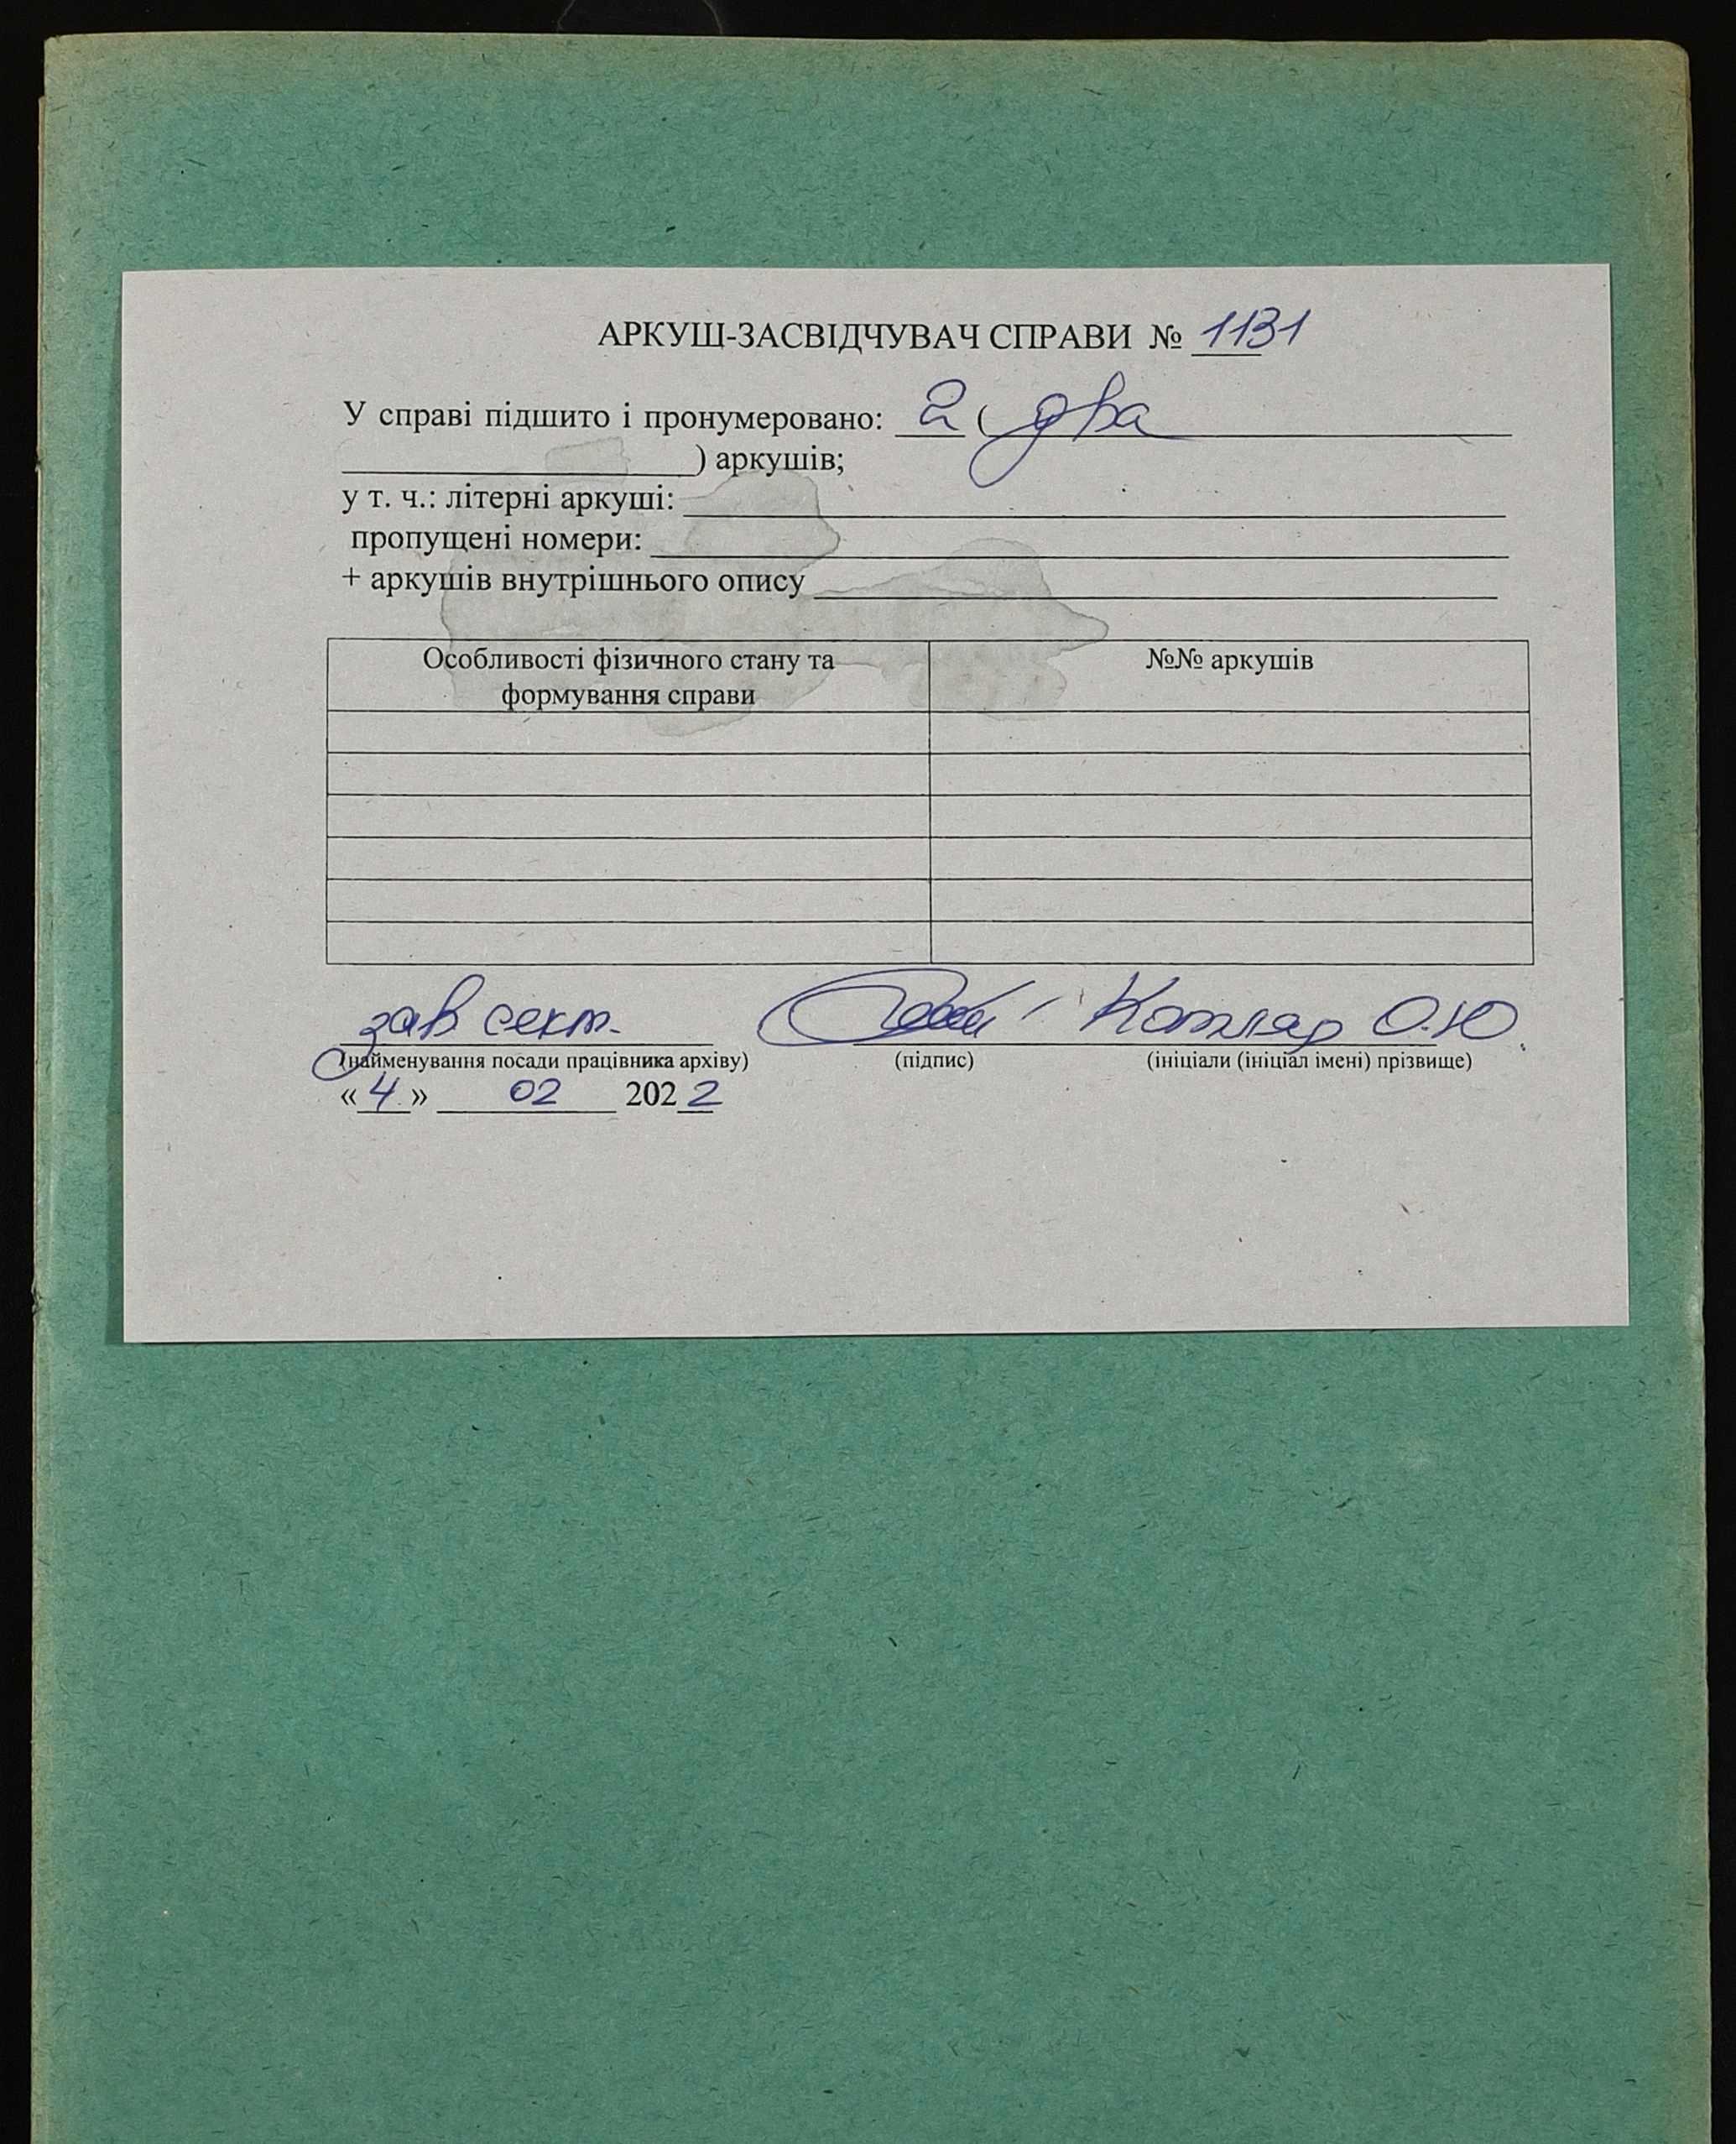 АРКУШ-ЗАСВІДЧУВАЧ СПРАВИ № 1131
У справі підшито і пронумеровано: 2 ( два
) аркушів;
у т. ч.: літерні аркуші:
пропущені номери:
+ аркушів внутрішнього опису
Особливості фізичного стану та №№ аркушів
формування справи
зав сект. Котляр О.Ю.
(найменування посади працівника архіву) (підпис) (ініціали (ініціал імені) прізвище)
«4» 02 2022